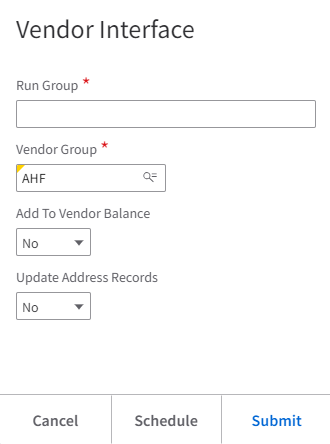 Vendor Interface
Run Group *
Vendor Group *
AHF
Add To Vendor Balance
No
Update Address Records
No
Cancel Schedule Submit